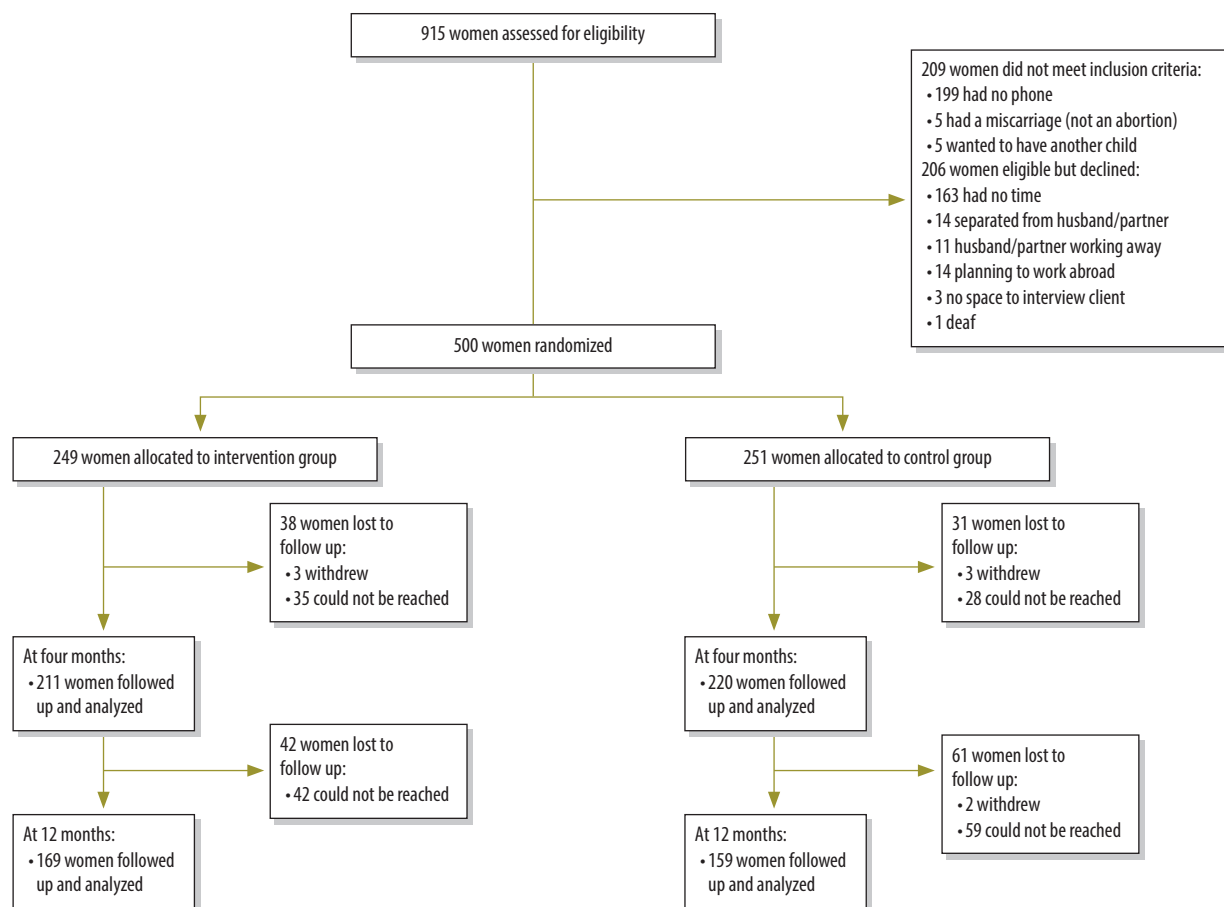 915 women assessed for eligibility
209 women did not meet inclusion criteria:
• 199 had no phone
• 5 had a miscarriage (not an abortion)
• 5 wanted to have another child
206 women eligible but declined:
• 163 had no time
• 14 separated from husband/partner
• 11 husband/partner working away
• 14 planning to work abroad
• 3 no space to interview client
• 1 deaf
500 women randomized
249 women allocated to intervention group
251 women allocated to control group
38 women lost to
follow up:
• 3 withdrew
• 35 could not be reached
31 women lost to
follow up:
• 3 withdrew
• 28 could not be reached
At four months:
• 211 women followed
up and analyzed
At four months:
• 220 women followed
up and analyzed
42 women lost to
follow up:
• 42 could not be reached
61 women lost to
follow up:
• 2 withdrew
• 59 could not be reached
At 12 months:
• 169 women followed
up and analyzed
At 12 months:
• 159 women followed
up and analyzed